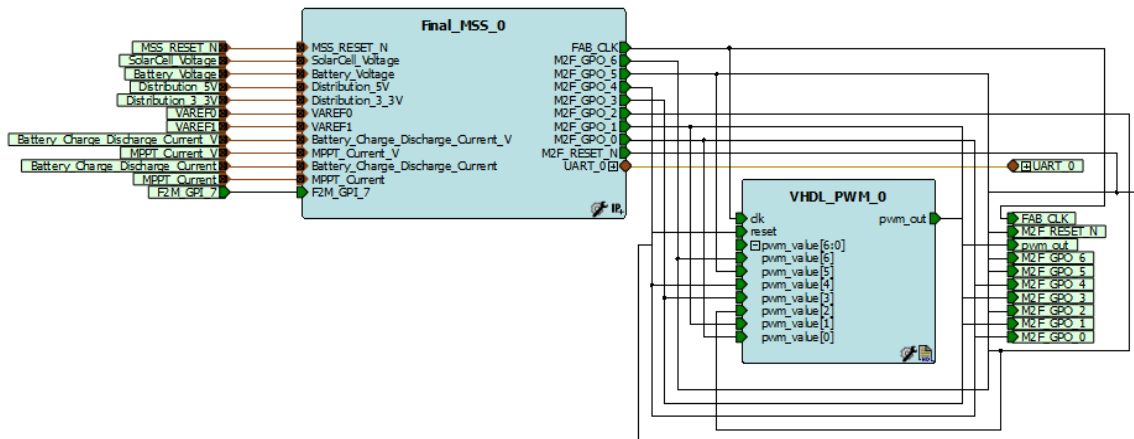 Final_MSS_0
MSS_RESET_N
SolarCell_Voltage
Battery_Voltage
Distribution_5V
Distribution_3_3V
VAREF0
VAREF1
Battery_Charge_Discharge_Current_V
MPPT_Current_V
Battery_Charge_Discharge_Current
MPPT_Current
F2M_GPI_7
MSS_RESET_N
SolarCell_Voltage
Battery_Voltage
Distribution_5V
Distribution_3_3V
VAREF0
VAREF1
Battery_Charge_Discharge_Current_V
MPPT_Current_V
Battery_Charge_Discharge_Current
MPPT_Current
F2M_GPI_7
FAB_CLK
M2F_GPO_6
M2F_GPO_5
M2F_GPO_4
M2F_GPO_3
M2F_GPO_2
M2F_GPO_1
M2F_GPO_0
M2F_RESET_N
UART_0
IP
UART_0
VHDL_PWM_0
clk
reset
pwm_value[6:0]
pwm_value[6]
pwm_value[5]
pwm_value[4]
pwm_value[3]
pwm_value[2]
pwm_value[1]
pwm_value[0]
pwm_out
FAB_CLK
M2F_RESET_N
pwm_out
M2F_GPO_6
M2F_GPO_5
M2F_GPO_4
M2F_GPO_3
M2F_GPO_2
M2F_GPO_1
M2F_GPO_0